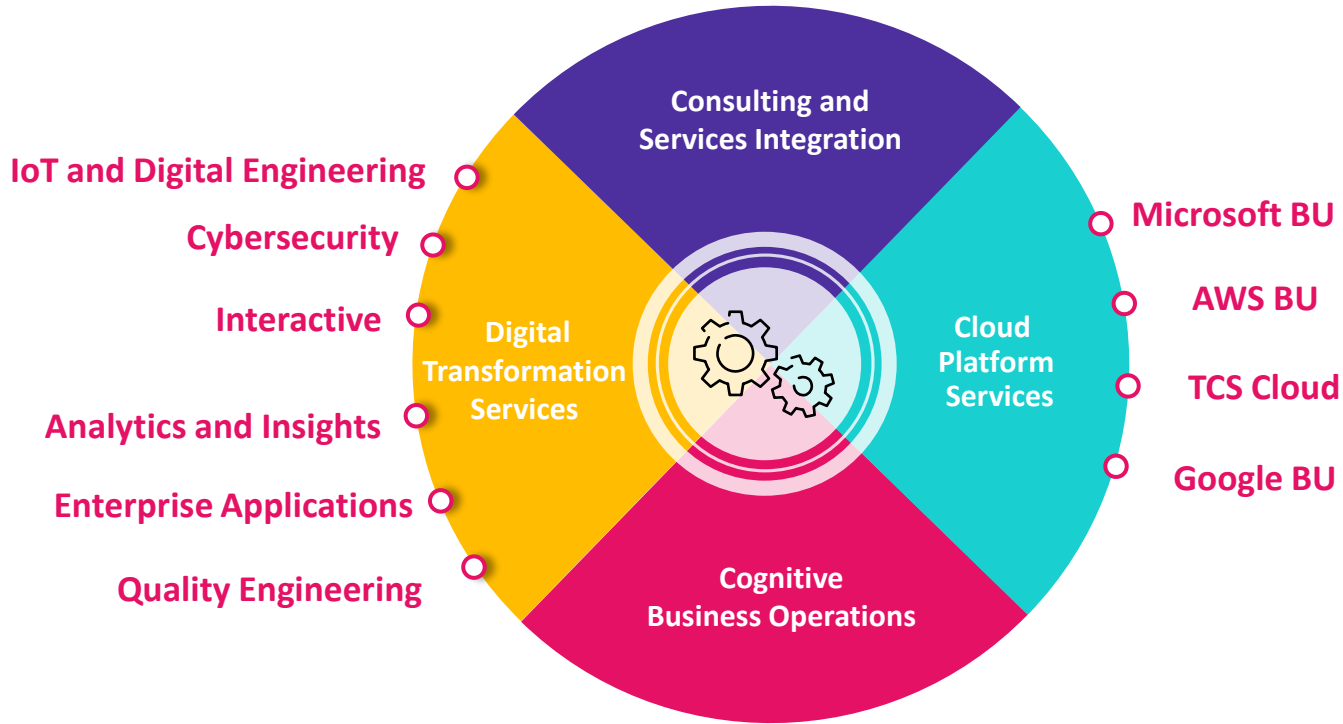 Consulting and
Services Integration
IoT and Digital Engineering
Cybersecurity
Interactive
Analytics and Insights
Enterprise Applications
Quality Engineering
Digital
Transformation
Services
Cloud
Platform
Services
Microsoft BU
AWS BU
TCS Cloud
Google BU
Cognitive
Business Operations